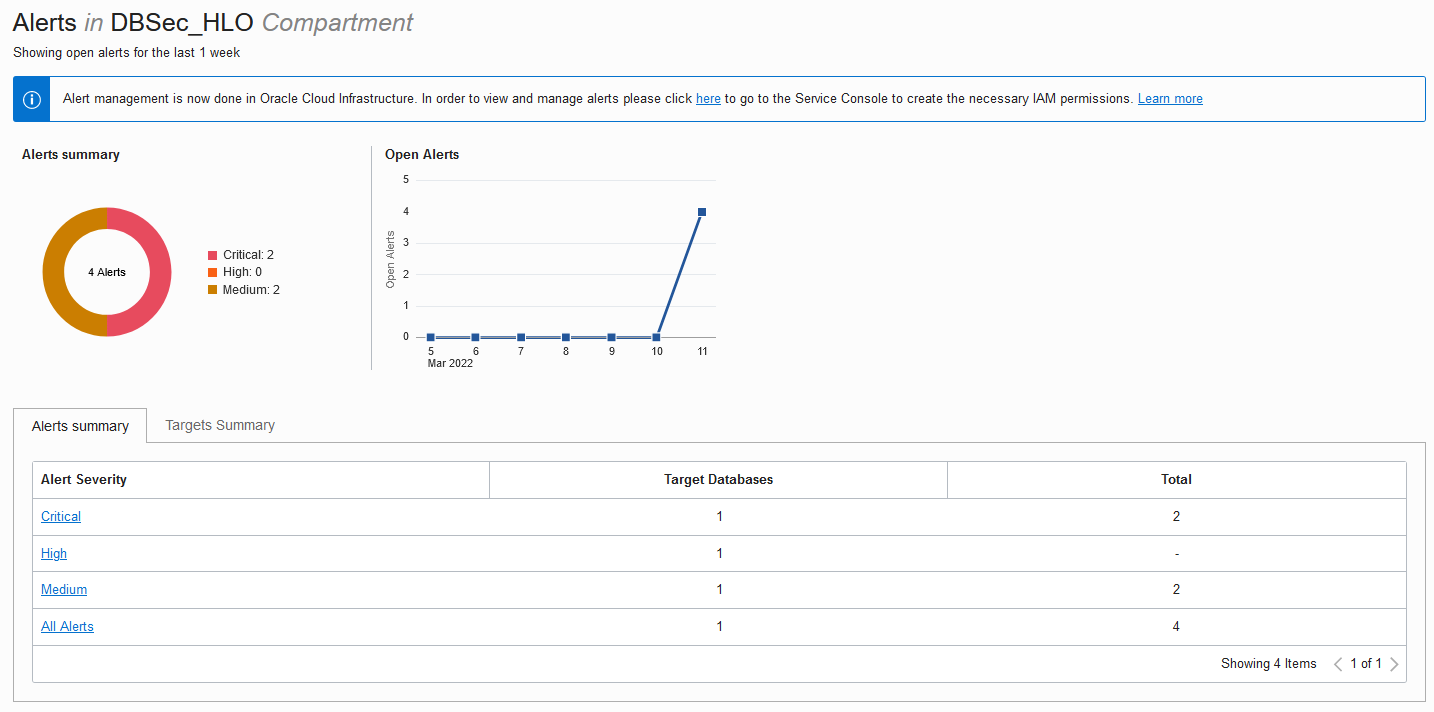 Alerts in DBSec_HLO Compartment
Showing open alerts for the last 1 week
Alert management is now done in Oracle Cloud Infrastructure. In order to view and manage alerts please click here to go to the Service Console to create the necessary IAM permissions. Learn more
Alerts summary
4 Alerts
Critical: 2
High: 0
Medium: 2
Open Alerts
Open Alerts
5
4
3
2
1
0
5 6 7 8 9 10 11
Mar 2022
Alerts summary Targets Summary
Alert Severity Target Databases Total
Critical 1 2
High 1 -
Medium 1 2
All Alerts 1 4
Showing 4 Items 1 of 1